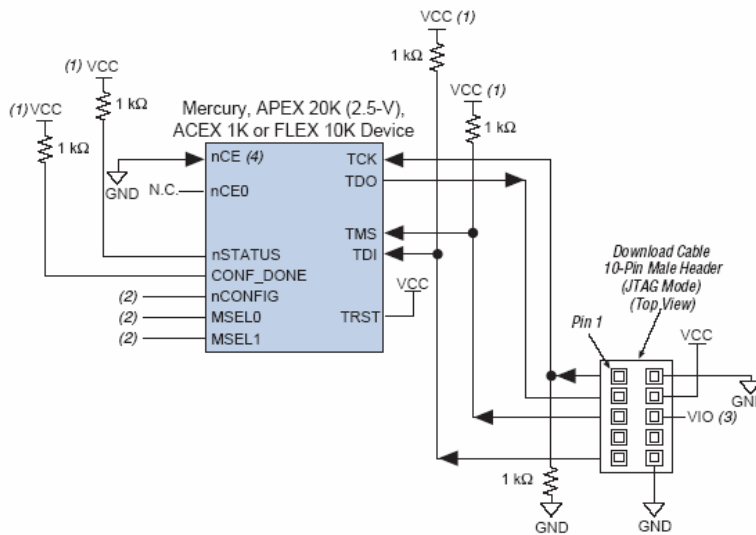 VCC (1)
1 kΩ
(1) VCC
1 kΩ
VCC (1)
1 kΩ
(1) VCC
1 kΩ
Mercury, APEX 20K (2.5-V),
ACEX 1K or FLEX 10K Device
GND
nCE (4)
TCK
N.C.
nCE0
TDO
TMS
nSTATUS
TDI
CONF_DONE
VCC
(2) nCONFIG
(2) MSEL0
TRST
(2) MSEL1
Download Cable
10-Pin Male Header
(JTAG Mode)
(Top View)
Pin 1
VCC
GND
VIO (3)
1 kΩ
GND
GND